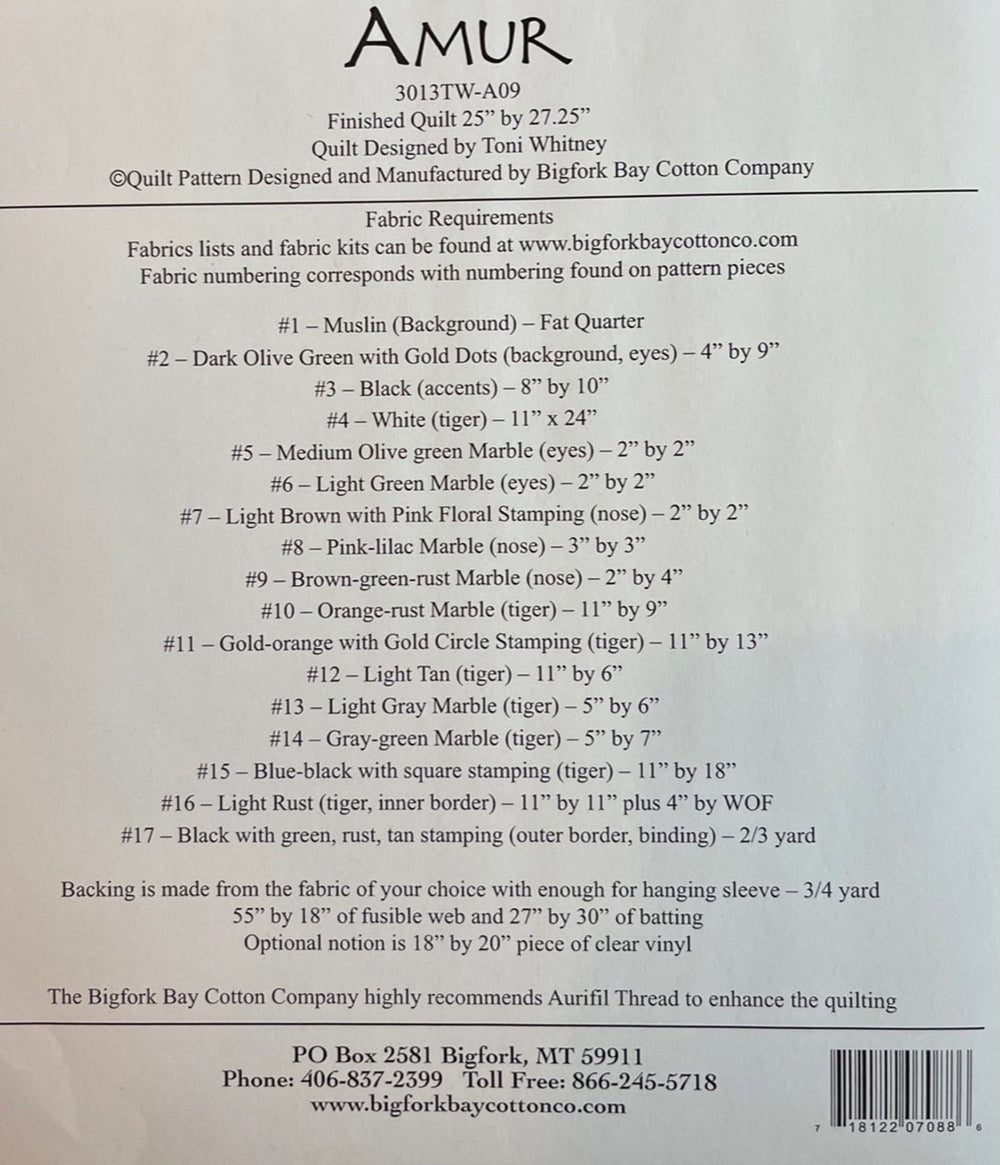 AMUR
3013TW-A09
Finished Quilt 25” by 27.25”
Quilt Designed by Toni Whitney
©Quilt Pattern Designed and Manufactured by Bigfork Bay Cotton Company
Fabric Requirements
Fabrics lists and fabric kits can be found at www.bigforkbaycottonco.com
Fabric numbering corresponds with numbering found on pattern pieces
#1 – Muslin (Background) – Fat Quarter
#2 – Dark Olive Green with Gold Dots (background, eyes) – 4” by 9”
#3 – Black (accents) – 8” by 10”
#4 – White (tiger) – 11” x 24”
#5 – Medium Olive green Marble (eyes) – 2” by 2”
#6 – Light Green Marble (eyes) – 2” by 2”
#7 – Light Brown with Pink Floral Stamping (nose) – 2” by 2”
#8 – Pink-lilac Marble (nose) – 3” by 3”
#9 – Brown-green-rust Marble (nose) – 2” by 4”
#10 – Orange-rust Marble (tiger) – 11” by 9”
#11 – Gold-orange with Gold Circle Stamping (tiger) – 11” by 13”
#12 – Light Tan (tiger) – 11” by 6”
#13 – Light Gray Marble (tiger) – 5” by 6”
#14 – Gray-green Marble (tiger) – 5” by 7”
#15 – Blue-black with square stamping (tiger) – 11” by 18”
#16 – Light Rust (tiger, inner border) – 11” by 11” plus 4” by WOF
#17 – Black with green, rust, tan stamping (outer border, binding) – 2/3 yard
Backing is made from the fabric of your choice with enough for hanging sleeve – 3/4 yard
55” by 18” of fusible web and 27” by 30” of batting
Optional notion is 18” by 20” piece of clear vinyl
The Bigfork Bay Cotton Company highly recommends Aurifil Thread to enhance the quilting
PO Box 2581 Bigfork, MT 59911
Phone: 406-837-2399 Toll Free: 866-245-5718
www.bigforkbaycottonco.com
7 18122 07088 6